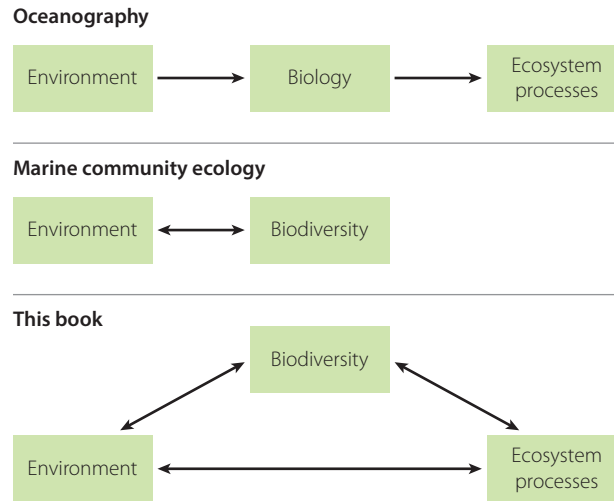 Oceanography
Environment
Biology
Ecosystem
processes
Marine community ecology
Environment
Biodiversity
This book
Biodiversity
Environment
Ecosystem
processes